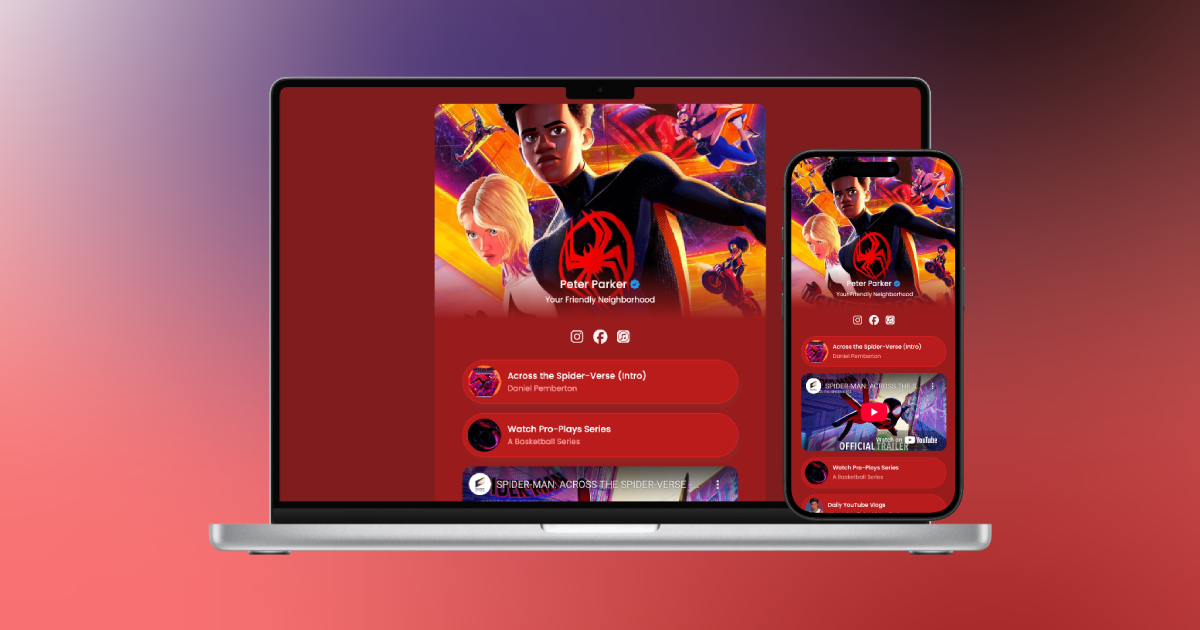 Peter Parker
Your Friendly Neighborhood
Across the Spider-Verse (Intro)
Daniel Pemberton
Watch Pro-Plays Series
A Basketball Series
SPIDER-MAN: ACROSS THE SPIDER-VERSE -
Peter Parker
Your Friendly Neighborhood
Across the Spider-Verse (Intro)
Daniel Pemberton
SPIDER-MAN: ACROSS THE S...
Watch on YouTube
OFFICIAL TRAILER
Watch Pro-Plays Series
A Basketball Series
Daily YouTube Vlogs